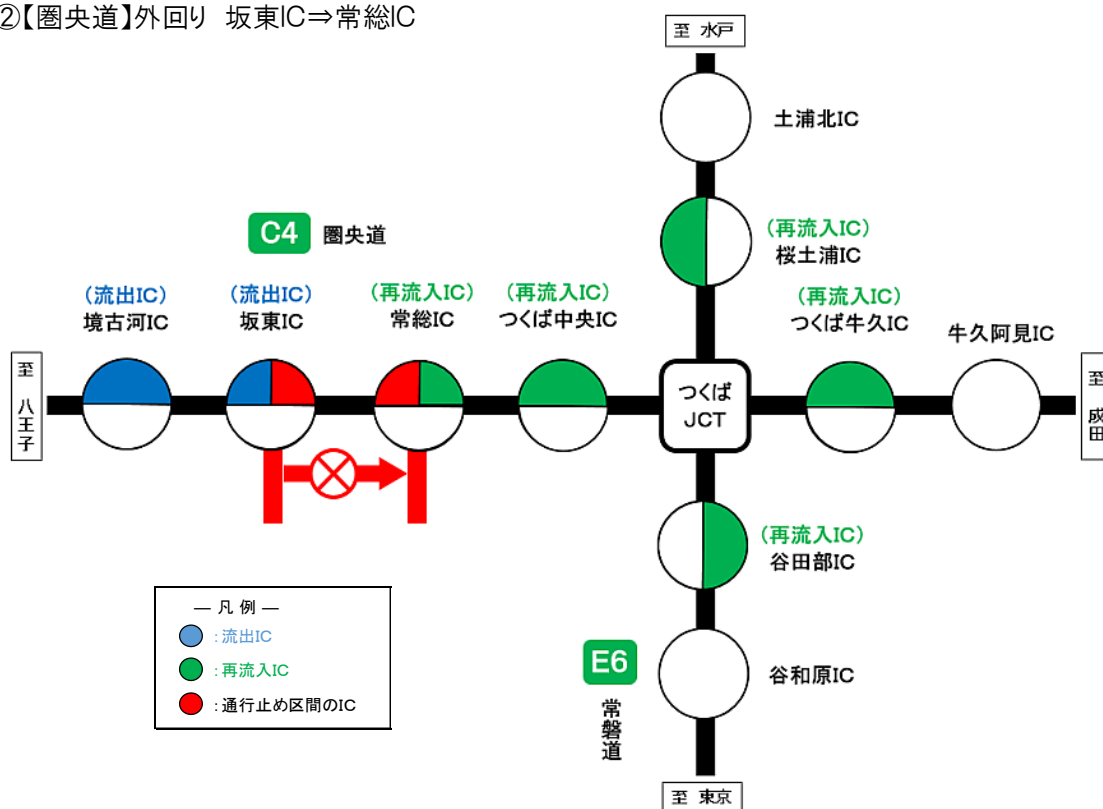 ②【圏央道】外回り 坂東IC⇒常総IC
至 水戸
土浦北IC
(再流入IC)
桜土浦IC
C4 圏央道
(流出IC)
境古河IC
(流出IC)
坂東IC
(再流入IC)
常総IC
(再流入IC)
つくば中央IC
(再流入IC)
つくば牛久IC
牛久阿見IC
至 八王子
つくば
JCT
至 成田
(再流入IC)
谷田部IC
E6
常磐道
谷和原IC
至 東京
― 凡 例 ―
:流出IC
:再流入IC
:通行止め区間のIC